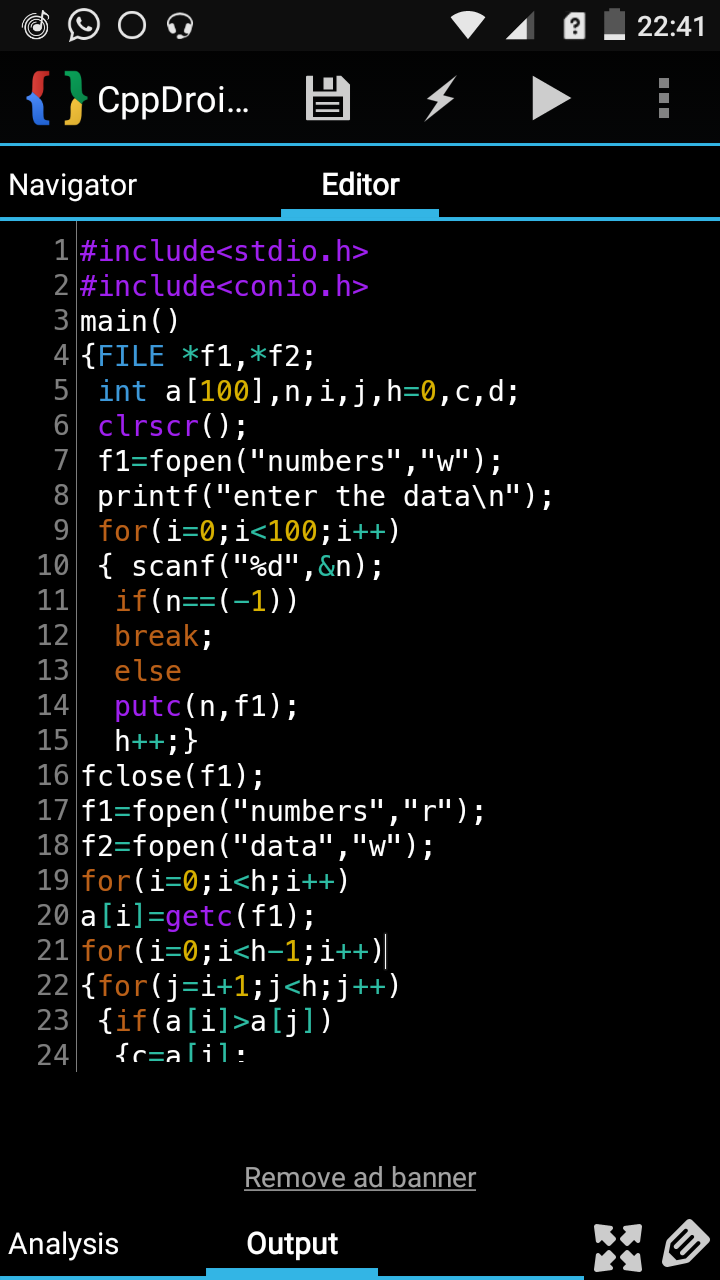 22:41
CppDroi...
Navigator
Editor
1 #include<stdio.h>
2 #include<conio.h>
3 main()
4 {FILE *f1,*f2;
5 int a[100],n,i,j,h=0,c,d;
6 clrscr();
7 f1=fopen("numbers","w");
8 printf("enter the data\n");
9 for(i=0;i<100;i++)
10 { scanf("%d",&n);
11 if(n==(-1))
12 break;
13 else
14 putc(n,f1);
15 h++;}
16 fclose(f1);
17 f1=fopen("numbers","r");
18 f2=fopen("data","w");
19 for(i=0;i<h;i++)
20 a[i]=getc(f1);
21 for(i=0;i<h-1;i++)
22 {for(j=i+1;j<h;j++)
23 {if(a[i]>a[j])
24 {c=a[i];
Remove ad banner
Analysis
Output